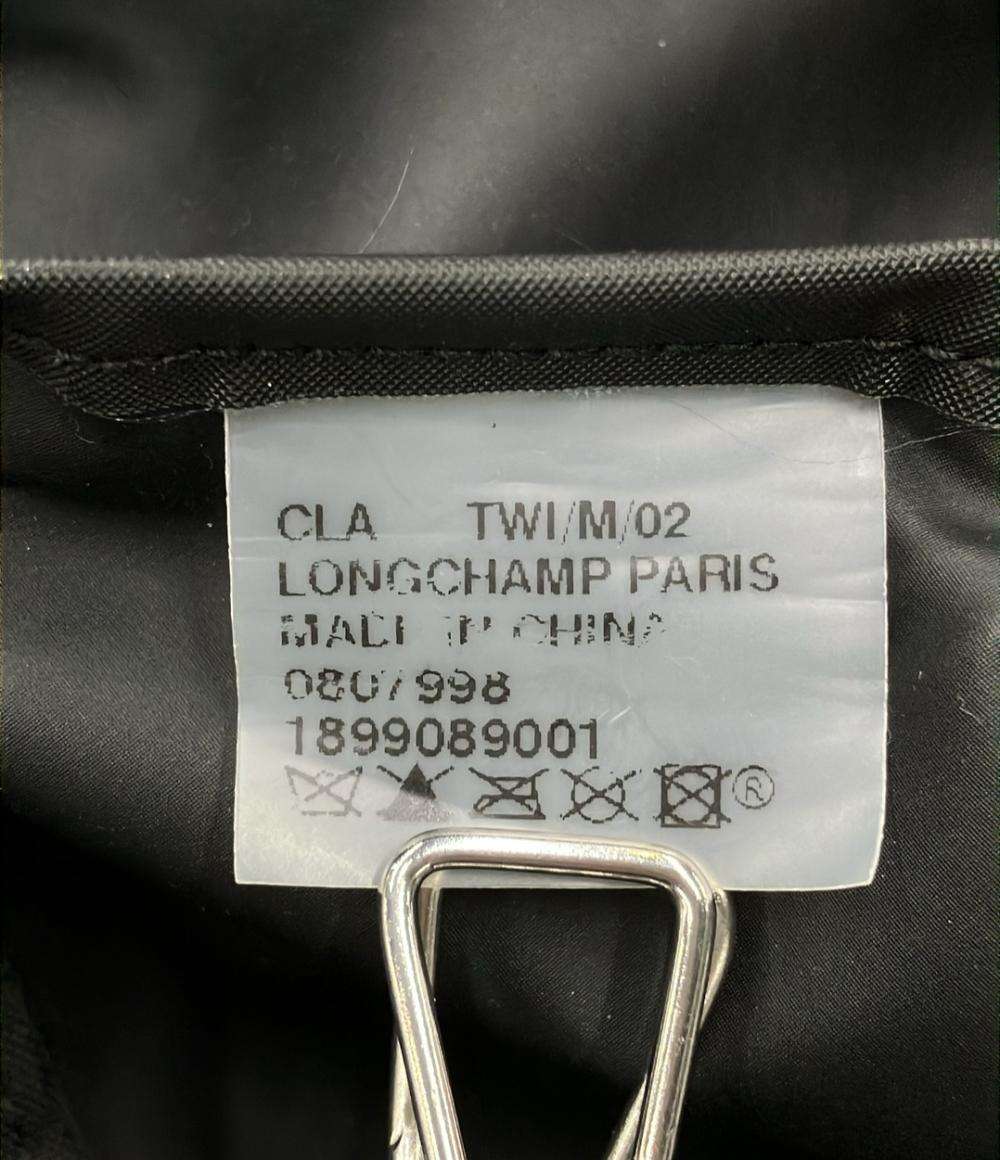 CLA TWI/M/02
LONGCHAMP PARIS
MADE IN CHINA
0807998
1899089001
®